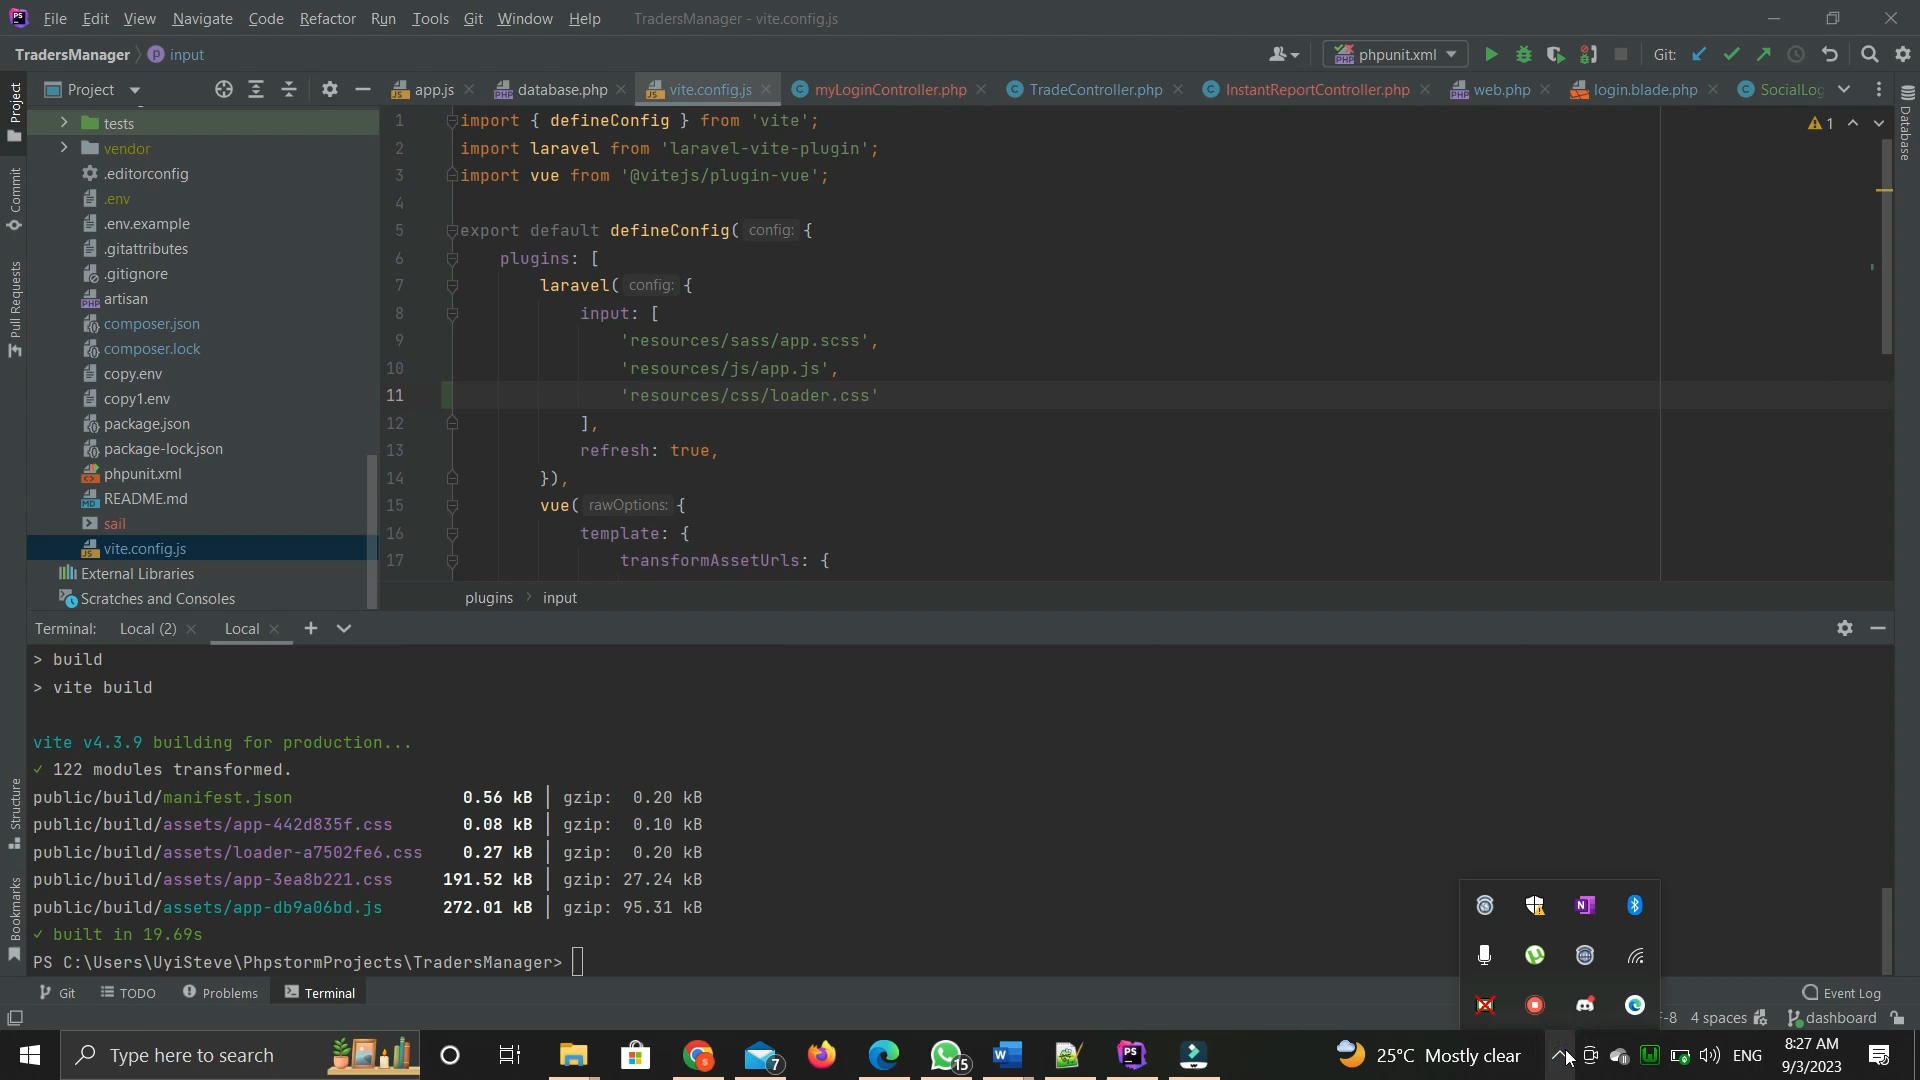 File Edit View Navigate Code Refactor Run Tools Git Window Help TradersManager - vite.config.js
TradersManager input phpunit.xml Git:
Project app.js database.php vite.config.js myLoginController.php TradeController.php InstantReportController.php web.php login.blade.php SocialLog
Project
Commit
Pull Requests
Structure
Bookmarks
Database
tests
vendor
.editorconfig
.env
.env.example
.gitattributes
.gitignore
artisan
composer.json
composer.lock
copy.env
copy1.env
package.json
package-lock.json
phpunit.xml
README.md
sail
vite.config.js
External Libraries
Scratches and Consoles
1 import { defineConfig } from 'vite'; 1
2 import laravel from 'laravel-vite-plugin';
3 import vue from '@vitejs/plugin-vue';
4
5 export default defineConfig( config: {
6 plugins: [
7 laravel( config: {
8 input: [
9 'resources/sass/app.scss',
10 'resources/js/app.js',
11 'resources/css/loader.css'
12 ],
13 refresh: true,
14 }),
15 vue( rawOptions: {
16 template: {
17 transformAssetUrls: {
plugins input
Terminal: Local (2) Local
> build
> vite build
vite v4.3.9 building for production...
✓ 122 modules transformed.
public/build/manifest.json 0.56 kB │ gzip: 0.20 kB
public/build/assets/app-442d835f.css 0.08 kB │ gzip: 0.10 kB
public/build/assets/loader-a7502fe6.css 0.27 kB │ gzip: 0.20 kB
public/build/assets/app-3ea8b221.css 191.52 kB │ gzip: 27.24 kB
public/build/assets/app-db9a06bd.js 272.01 kB │ gzip: 95.31 kB
✓ built in 19.69s
PS C:\Users\UyiSteve\PhpstormProjects\TradersManager>
Git TODO Problems Terminal Event Log
F-8 4 spaces dashboard
Type here to search 7 15 25°C Mostly clear ENG 8:27 AM
9/3/2023